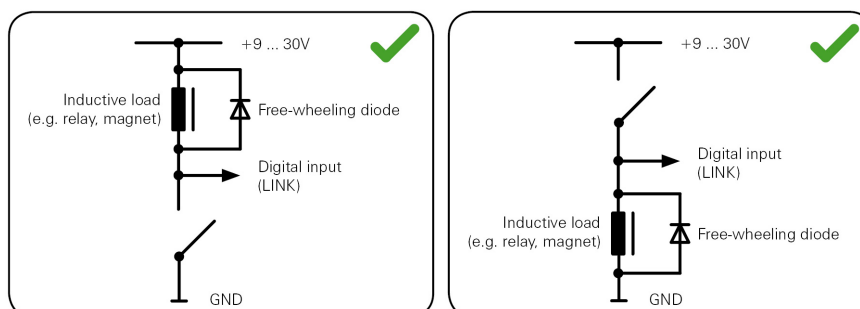 +9 ... 30V
Inductive load
(e.g. relay, magnet)
Free-wheeling diode
Digital input
(LINK)
GND
+9 ... 30V
Digital input
(LINK)
Inductive load
(e.g. relay, magnet)
Free-wheeling diode
GND